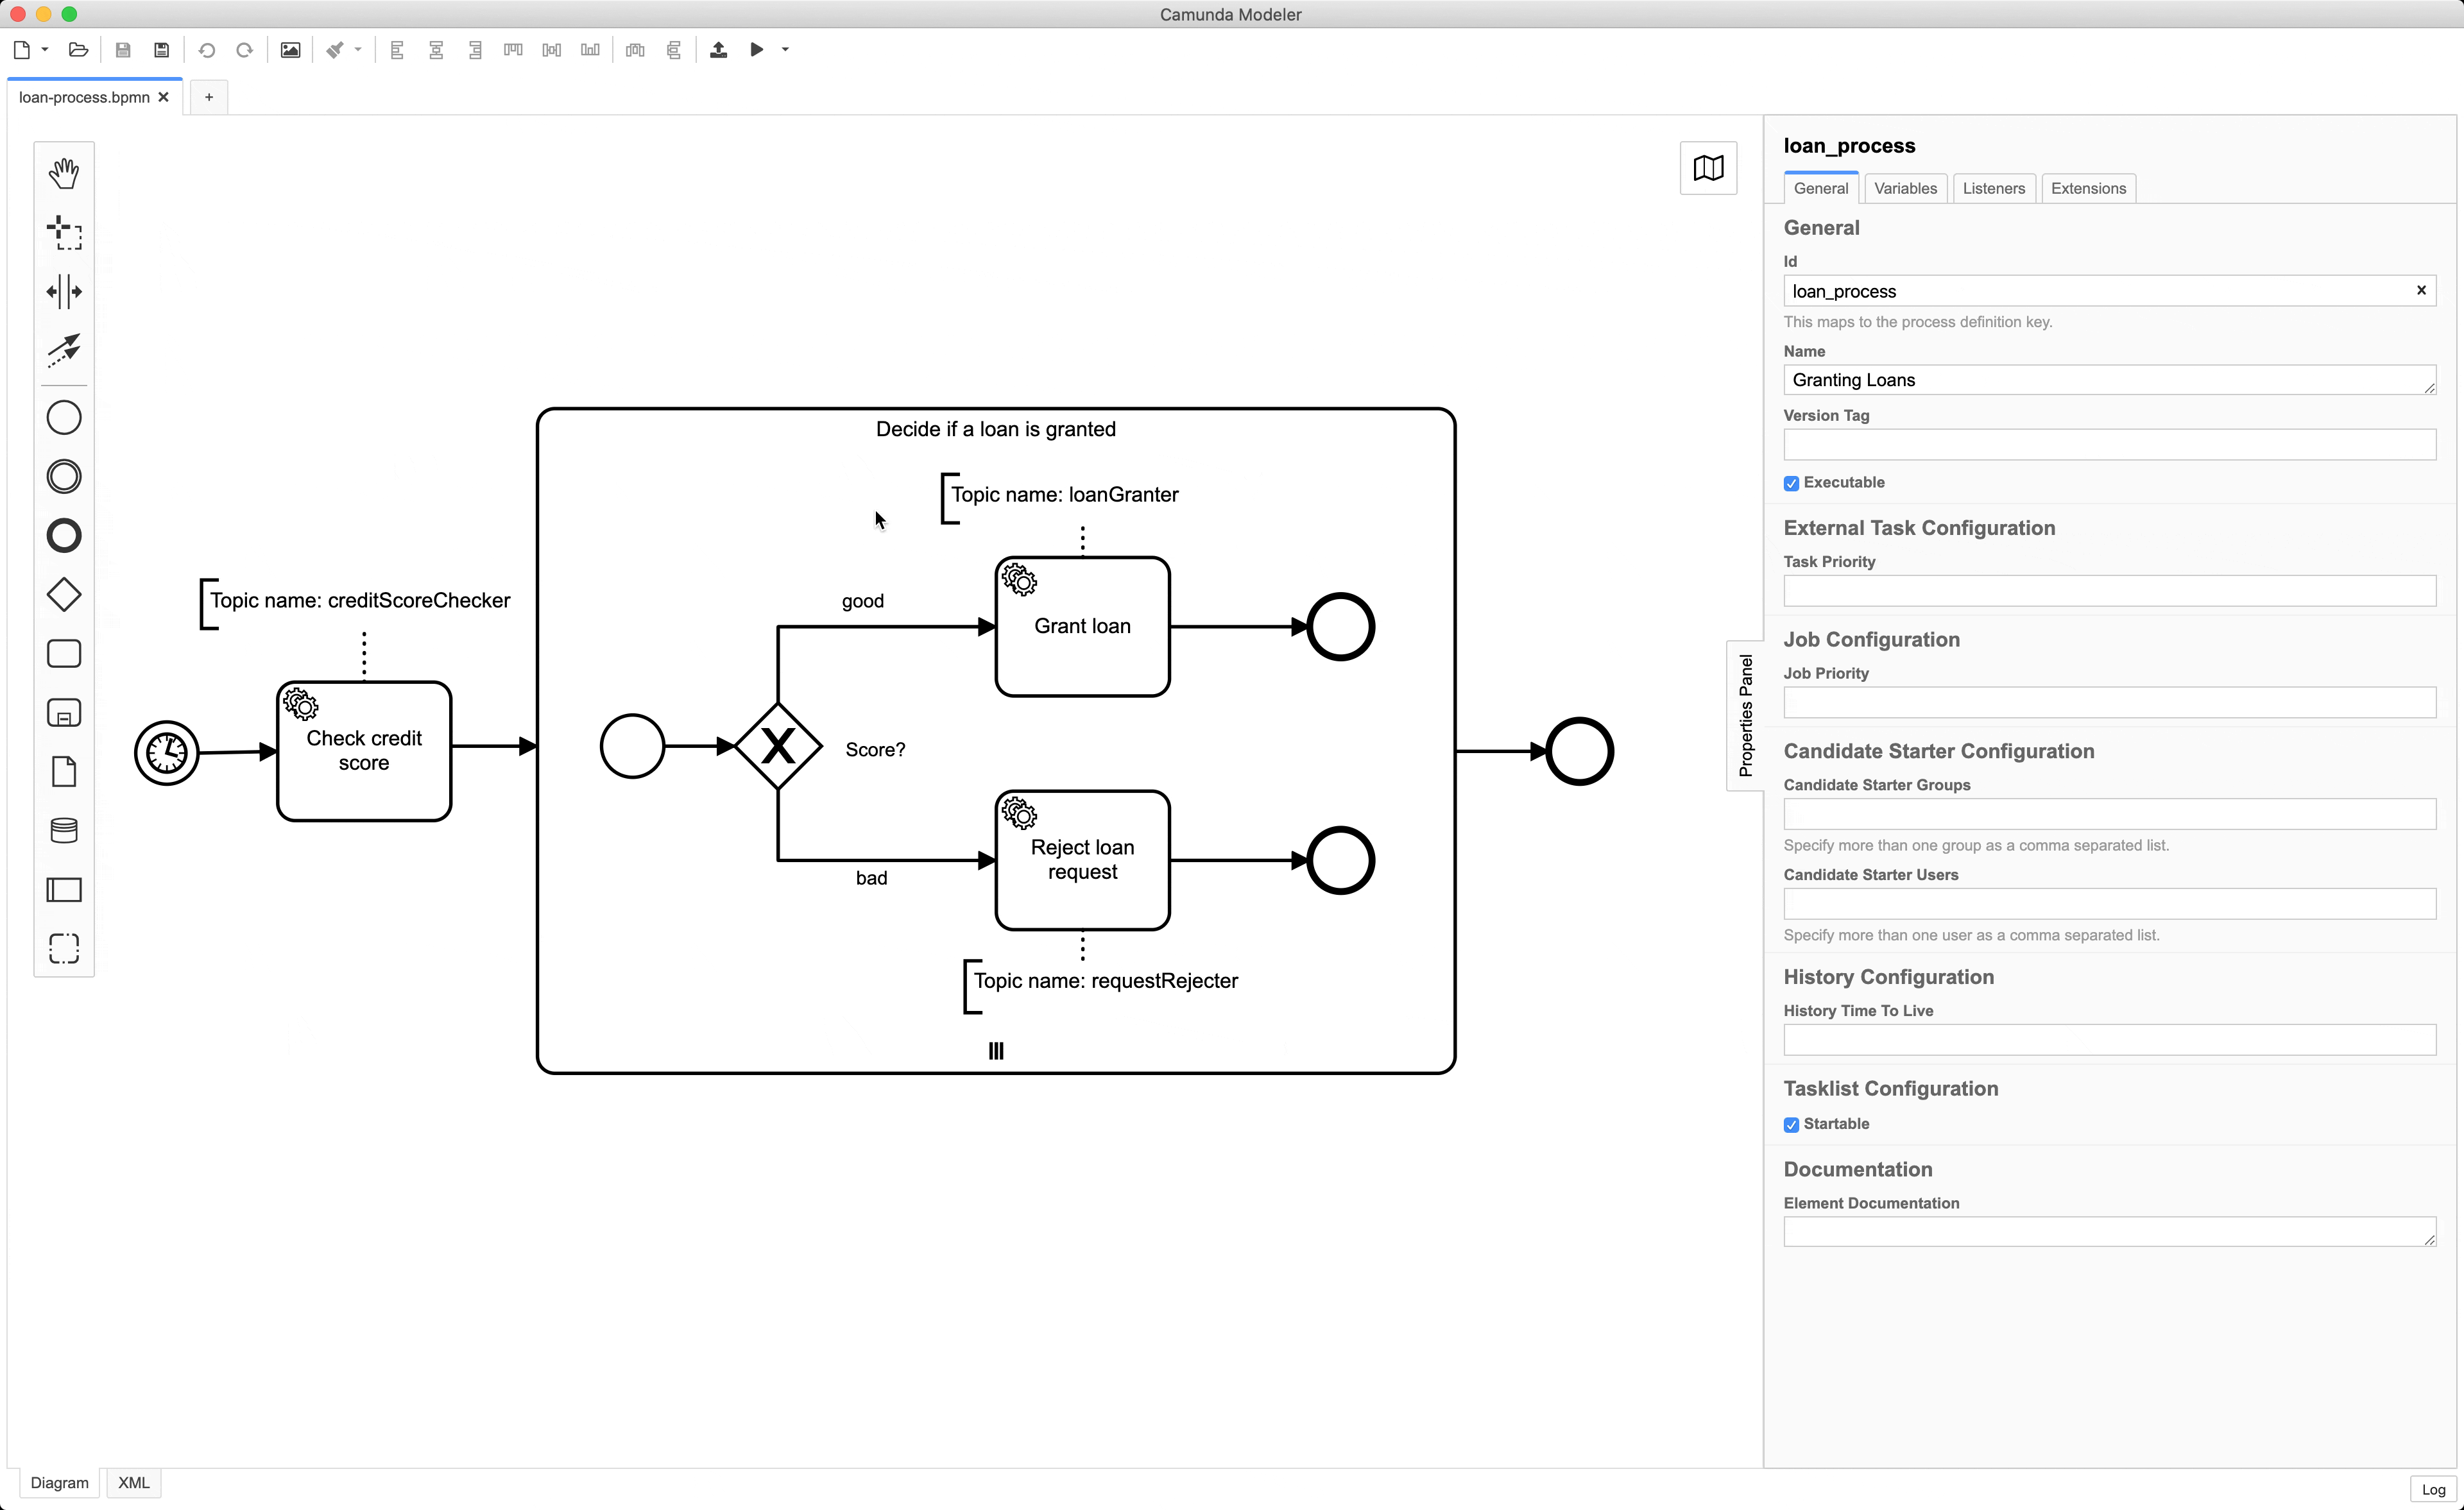 Camunda Modeler
loan-process.bpmn
+
loan_process
General
Variables
Listeners
Extensions
General
Id
loan_process
This maps to the process definition key.
Name
Granting Loans
Version Tag
Executable
External Task Configuration
Task Priority
Job Configuration
Job Priority
Candidate Starter Configuration
Candidate Starter Groups
Specify more than one group as a comma separated list.
Candidate Starter Users
Specify more than one user as a comma separated list.
History Configuration
History Time To Live
Tasklist Configuration
Startable
Documentation
Element Documentation
Properties Panel
Decide if a loan is granted
Topic name: loanGranter
Topic name: creditScoreChecker
good
Grant loan
Check credit
score
Score?
Reject loan
request
bad
Topic name: requestRejecter
Diagram
XML
Log